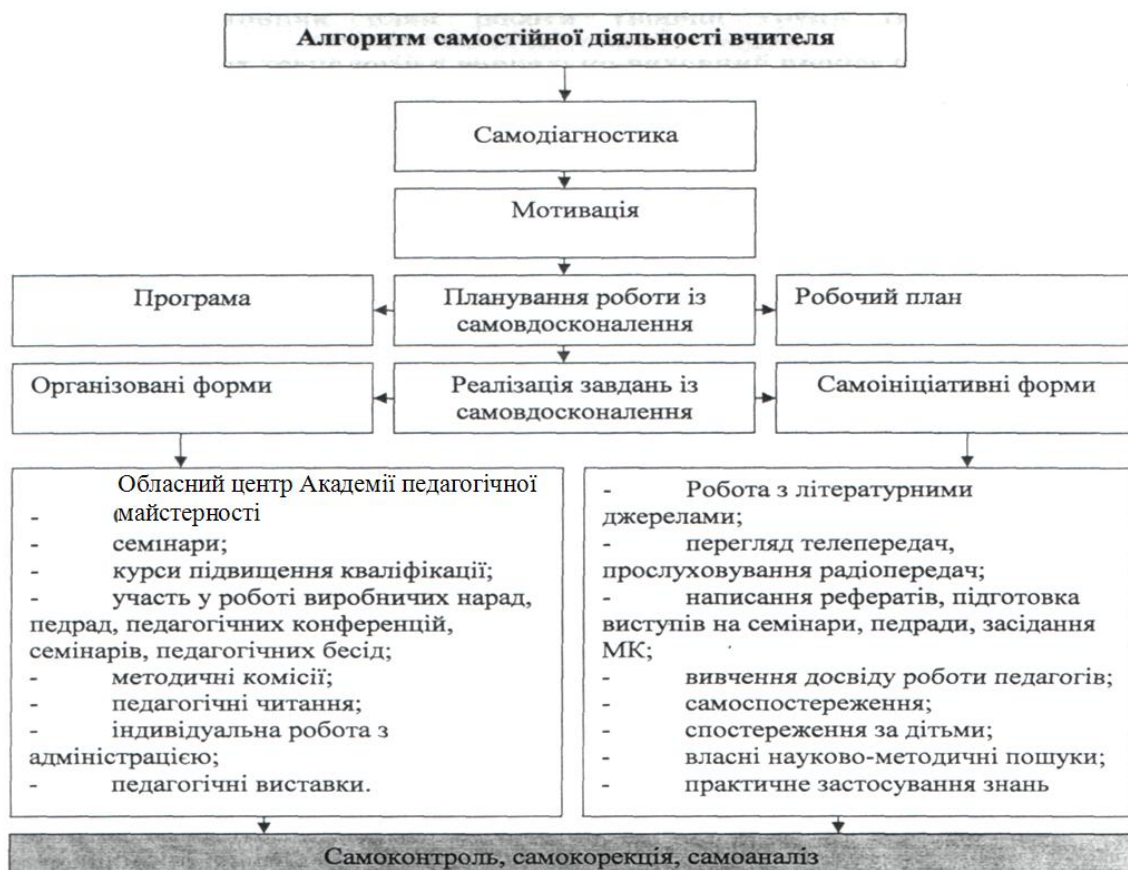 Алгоритм самостійної діяльності вчителя
Самодіагностика
Мотивація
Програма
Планування роботи із
самовдосконалення
Робочий план
Організовані форми
Реалізація завдань із
самовдосконалення
Самоініціативні форми
Обласний центр Академії педагогічної
- майстерності
- семінари;
- курси підвищення кваліфікації;
- участь у роботі виробничих нарад,
педрад, педагогічних конференцій,
семінарів, педагогічних бесід;
- методичні комісії;
- педагогічні читання;
- індивідуальна робота з
адміністрацією;
- педагогічні виставки.
- Робота з літературними
джерелами;
- перегляд телепередач,
прослуховування радіопередач;
- написання рефератів, підготовка
виступів на семінари, педради, засідання
МК;
- вивчення досвіду роботи педагогів;
- самоспостереження;
- спостереження за дітьми;
- власні науково-методичні пошуки;
- практичне застосування знань
Самоконтроль, самокорекція, самоаналіз